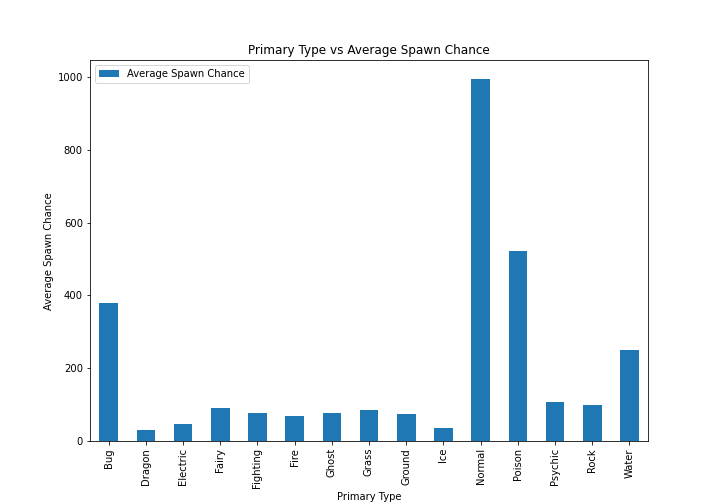 Primary Type vs Average Spawn Chance
Average Spawn Chance
Average Spawn Chance
1000
800
600
400
200
0
Bug
Dragon
Electric
Fairy
Fighting
Fire
Ghost
Grass
Ground
Ice
Normal
Poison
Psychic
Rock
Water
Primary Type